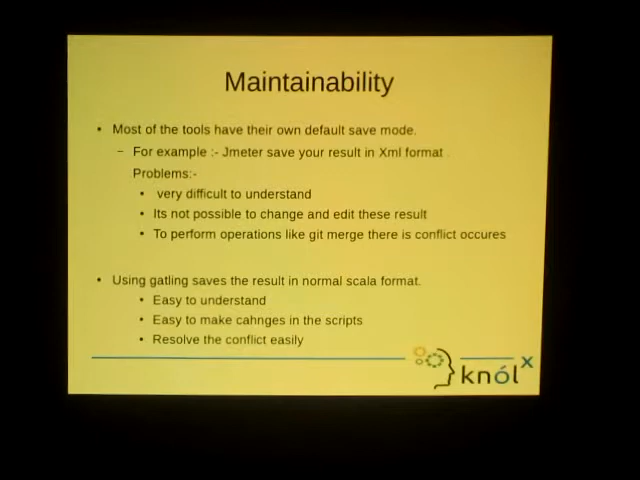 Maintainability
• Most of the tools have their own default save mode.
– For example :- Jmeter save your result in Xml format .
Problems:-
• very difficult to understand
• Its not possible to change and edit these result
• To perform operations like git merge there is conflict occures
• Using gatling saves the result in normal scala format.
• Easy to understand
• Easy to make cahnges in the scripts
• Resolve the conflict easily
knólx